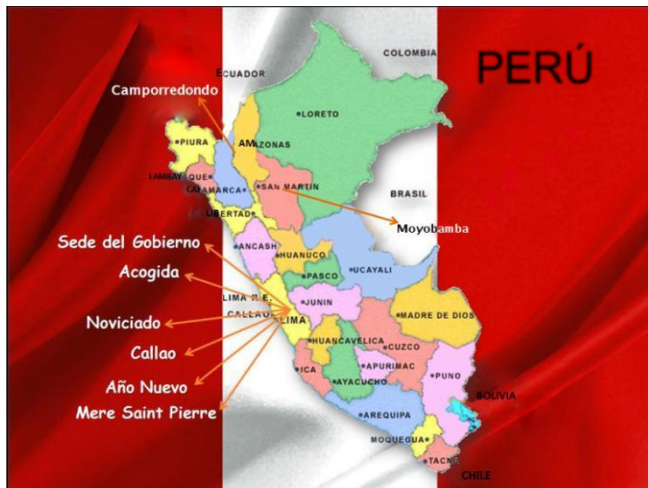 PERÚ
COLOMBIA
ECUADOR
Camporredondo
LORETO
PIURA
AMAZONAS
LAMBAYEQUE
CAJAMARCA
SAN MARTIN
BRASIL
LIBERTAD
Moyobamba
Sede del Gobierno
ANCASH
HUANUCO
Acogida
PASCO
UCAYALI
LIMA
JUNIN
CALLAO
LIMA
MADRE DE DIOS
Noviciado
HUANCAVELICA
CUZCO
Callao
ICA
APURIMAC
PUNO
AYACUCHO
Año Nuevo
BOLIVIA
Mere Saint Pierre
AREQUIPA
MOQUEGUA
TACNA
CHILE